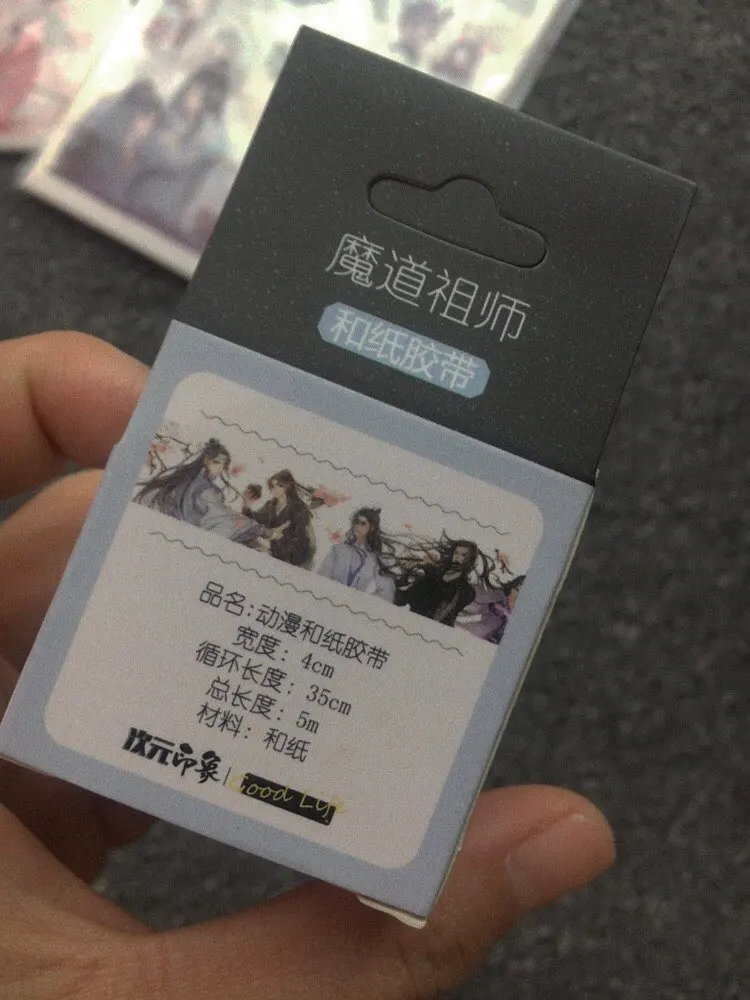 魔道祖师
和纸胶带
品名:动漫和纸胶带
宽度: 4cm
循环长度: 35cm
总长度: 5m
材料: 和纸
次元印象 | Good Life